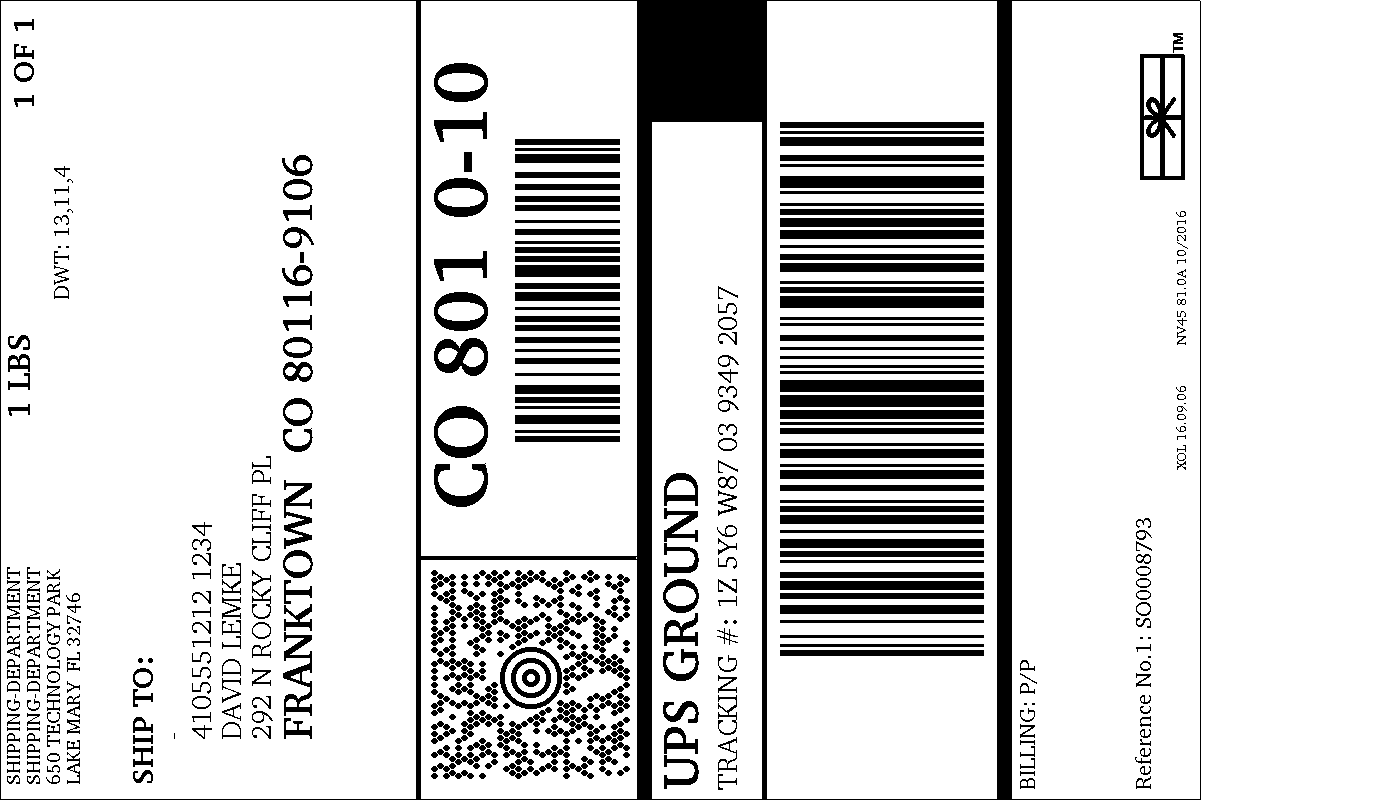 SHIPPING-DEPARTMENT
SHIPPING-DEPARTMENT
650 TECHNOLOGY PARK
LAKE MARY FL 32746
1 LBS
1 OF 1
DWT: 13,11,4
SHIP TO:
-
4105551212 1234
DAVID LEMKE
292 N ROCKY CLIFF PL
FRANKTOWN CO 80116-9106
CO 801 0-10
UPS GROUND
TRACKING #: 1Z 5Y6 W87 03 9349 2057
BILLING: P/P
Reference No.1: SO0008793
XOL 16.09.06 NV45 81.0A 10/2016
TM